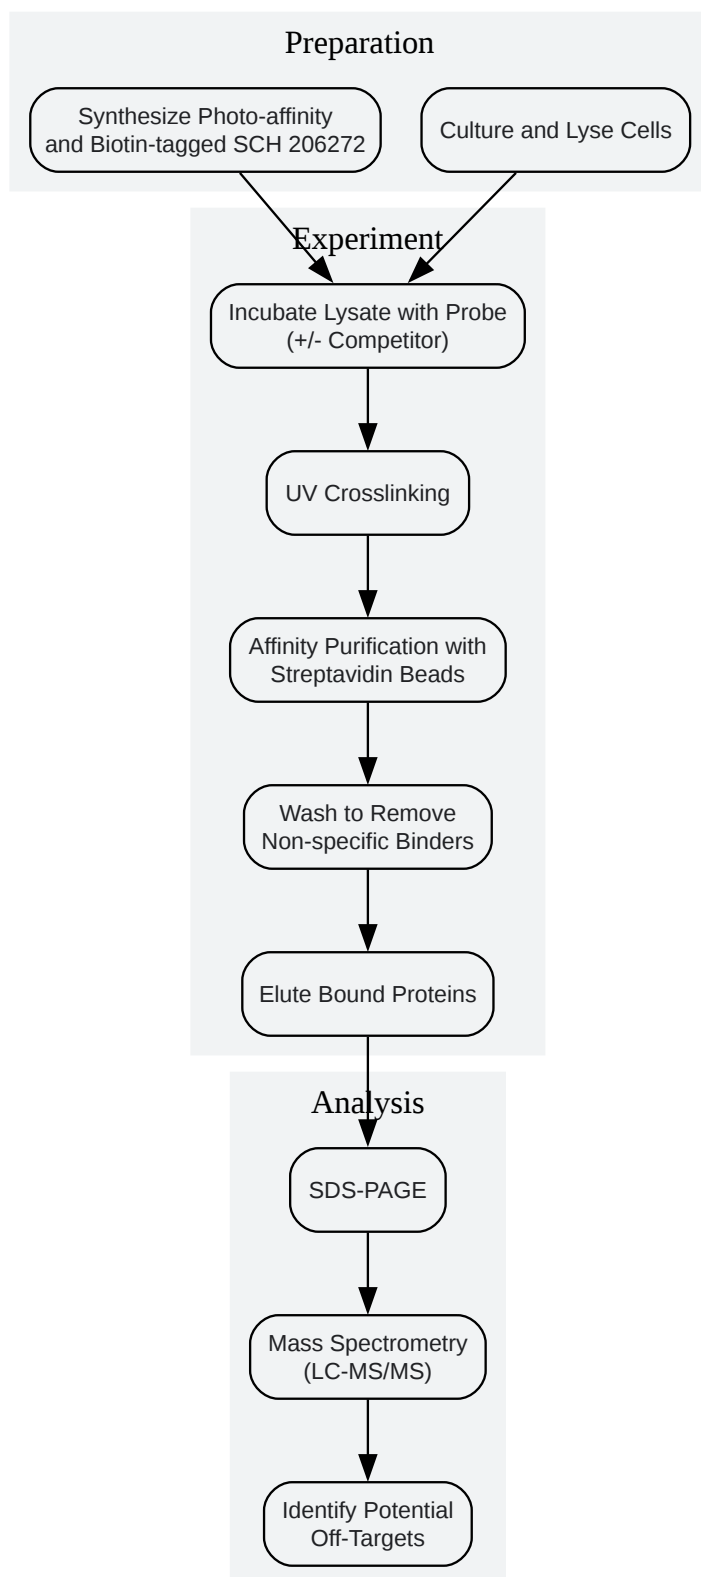 Preparation
Synthesize Photo-affinity
and Biotin-tagged SCH 206272
Culture and Lyse Cells
Experiment
Incubate Lysate with Probe
(+/- Competitor)
UV Crosslinking
Affinity Purification with
Streptavidin Beads
Wash to Remove
Non-specific Binders
Elute Bound Proteins
Analysis
SDS-PAGE
Mass Spectrometry
(LC-MS/MS)
Identify Potential
Off-Targets